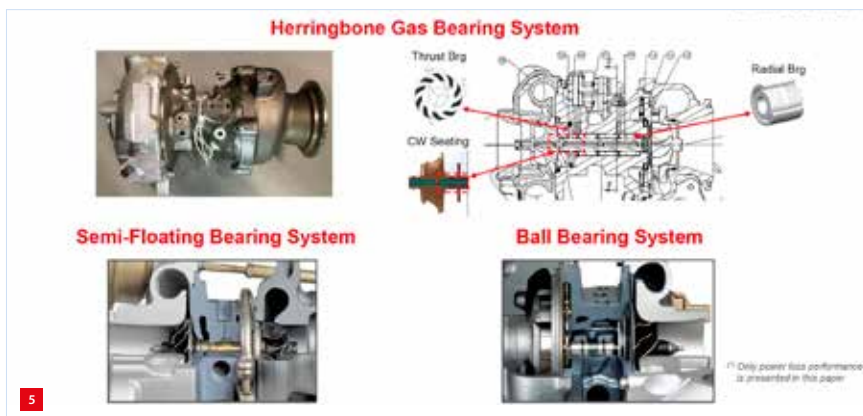 Herringbone Gas Bearing System
Thrust Brg
Radial Brg
CW Seating
Semi-Floating Bearing System
Ball Bearing System
(*) Only power loss performance
is presented in this paper
5